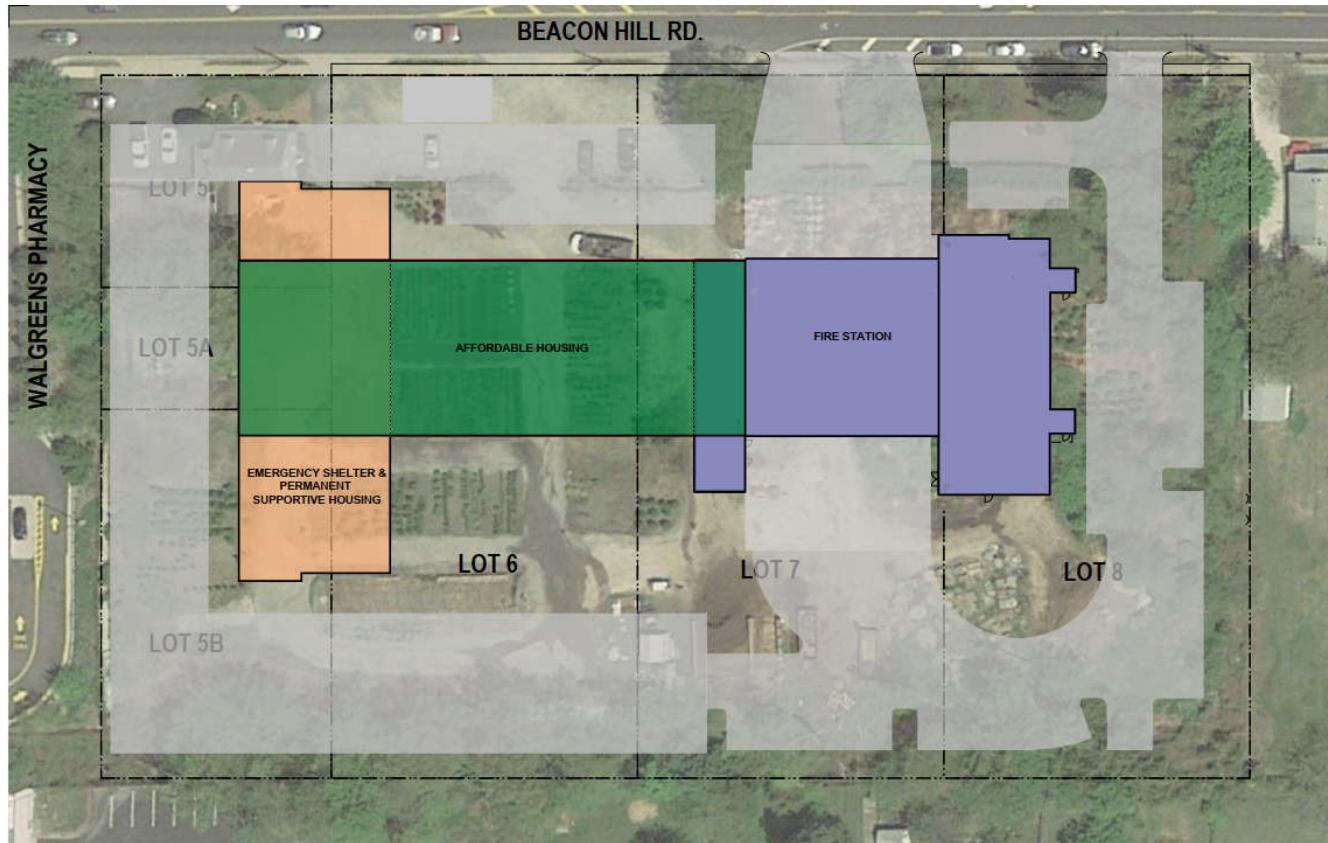 BEACON HILL RD.
WALGREENS PHARMACY
LOT 5
LOT 5A
AFFORDABLE HOUSING
FIRE STATION
EMERGENCY SHELTER &
PERMANENT
SUPPORTIVE HOUSING
LOT 6
LOT 7
LOT 8
LOT 5B